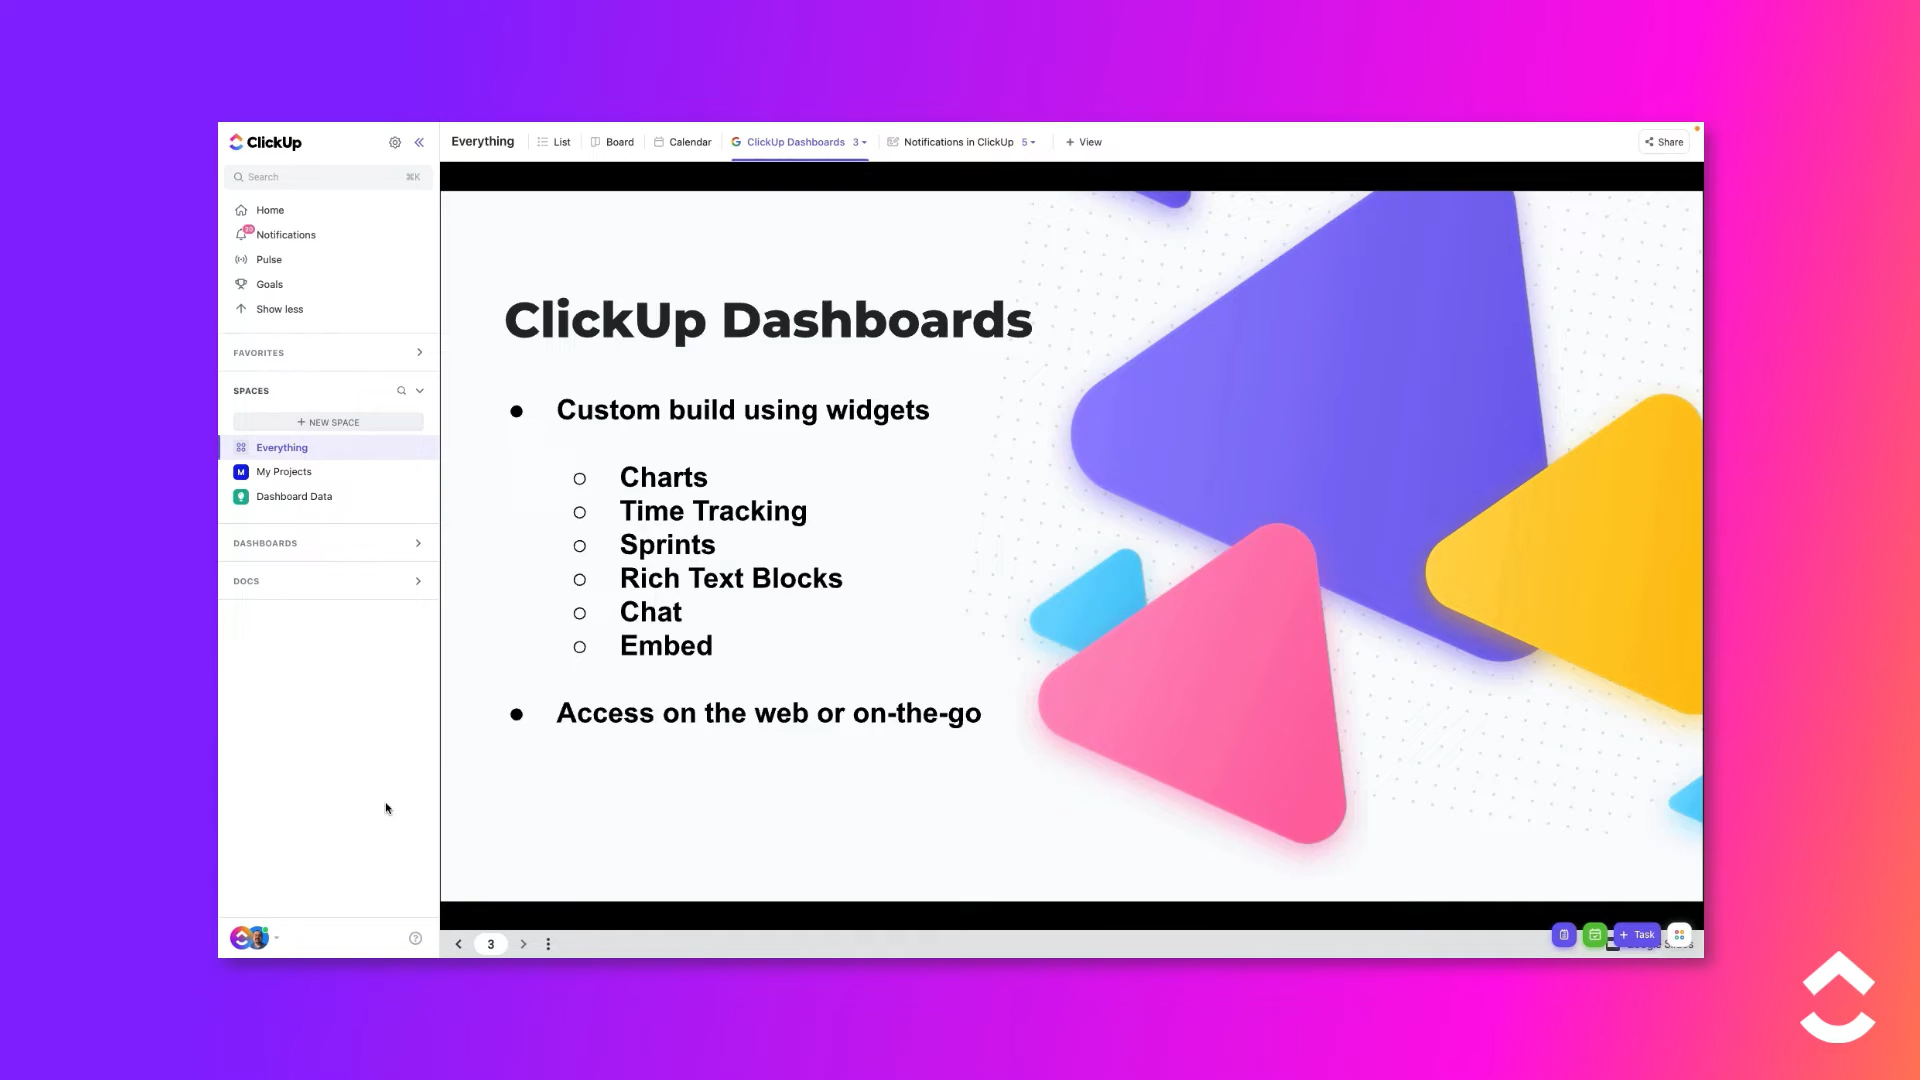 ClickUp
Everything
List
Board
Calendar
ClickUp Dashboards 3
Notifications in ClickUp 5
+ View
Share
Search
⌘K
Home
Notifications
Pulse
Goals
Show less
FAVORITES
SPACES
+ NEW SPACE
Everything
M My Projects
Dashboard Data
DASHBOARDS
DOCS
ClickUp Dashboards
● Custom build using widgets
○ Charts
○ Time Tracking
○ Sprints
○ Rich Text Blocks
○ Chat
○ Embed
● Access on the web or on-the-go
3
+ Task